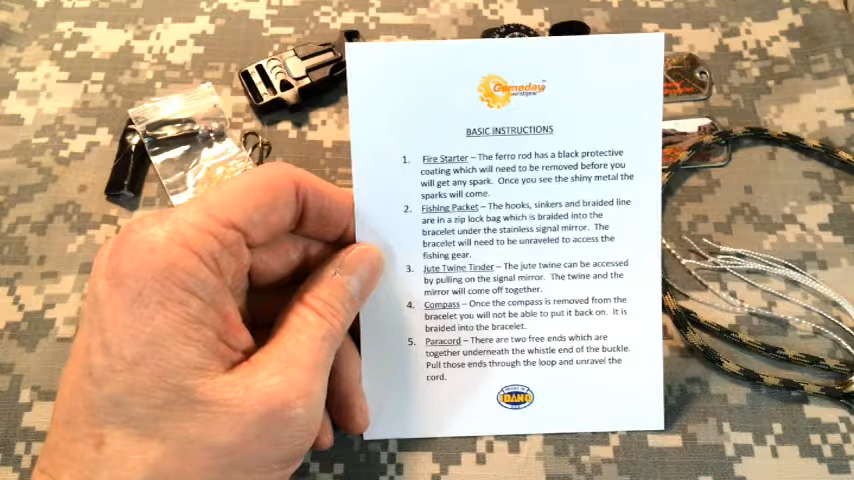 Gameday
wristgear
BASIC INSTRUCTIONS
1. Fire Starter – The ferro rod has a black protective
coating which will need to be removed before you
will get any spark. Once you see the shiny metal the
sparks will come.
2. Fishing Packet – The hooks, sinkers and braided line
are in a zip lock bag which is braided into the
bracelet under the stainless signal mirror. The
bracelet will need to be unraveled to access the
fishing gear.
3. Jute Twine Tinder – The jute twine can be accessed
by pulling on the signal mirror. The twine and the
mirror will come off together.
4. Compass – Once the compass is removed from the
bracelet you will not be able to put it back on. It is
braided into the bracelet.
5. Paracord – There are two free ends which are
together underneath the whistle end of the buckle.
Pull those ends through the loop and unravel the
cord.
IDAHO